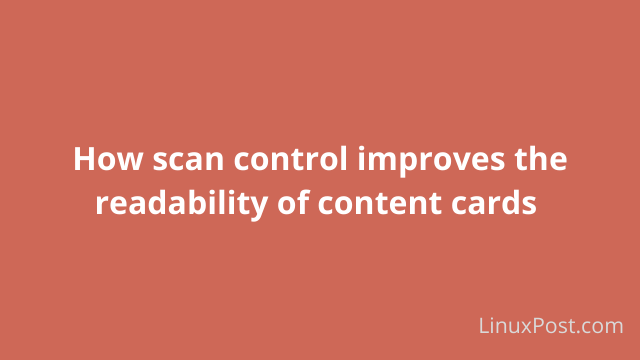 How scan control improves the
readability of content cards
LinuxPost.com